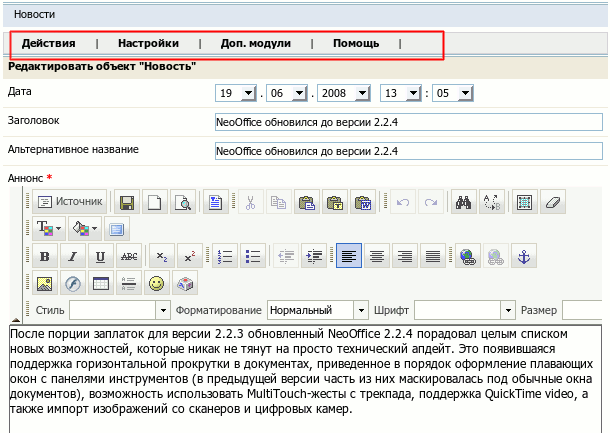 Новости
Действия | Настройки | Доп. модули | Помощь |
Редактировать объект "Новость"
Дата 19 . 06 . 2008 13 : 05
Заголовок NeoOffice обновился до версии 2.2.4
Альтернативное название NeoOffice обновился до версии 2.2.4
Аннонс *
Источник
B I U ABC x₂ x²
Стиль Форматирование Нормальный Шрифт Размер
После порции заплаток для версии 2.2.3 обновленный NeoOffice 2.2.4 порадовал целым списком
новых возможностей, которые никак не тянут на просто технический апдейт. Это появившаяся
поддержка горизонтальной прокрутки в документах, приведенное в порядок оформление плавающих
окон с панелями инструментов (в предыдущей версии часть из них маскировалась под обычные окна
документов), возможность использовать MultiTouch-жесты с трекпада, поддержка QuickTime video, а
также импорт изображений со сканеров и цифровых камер.